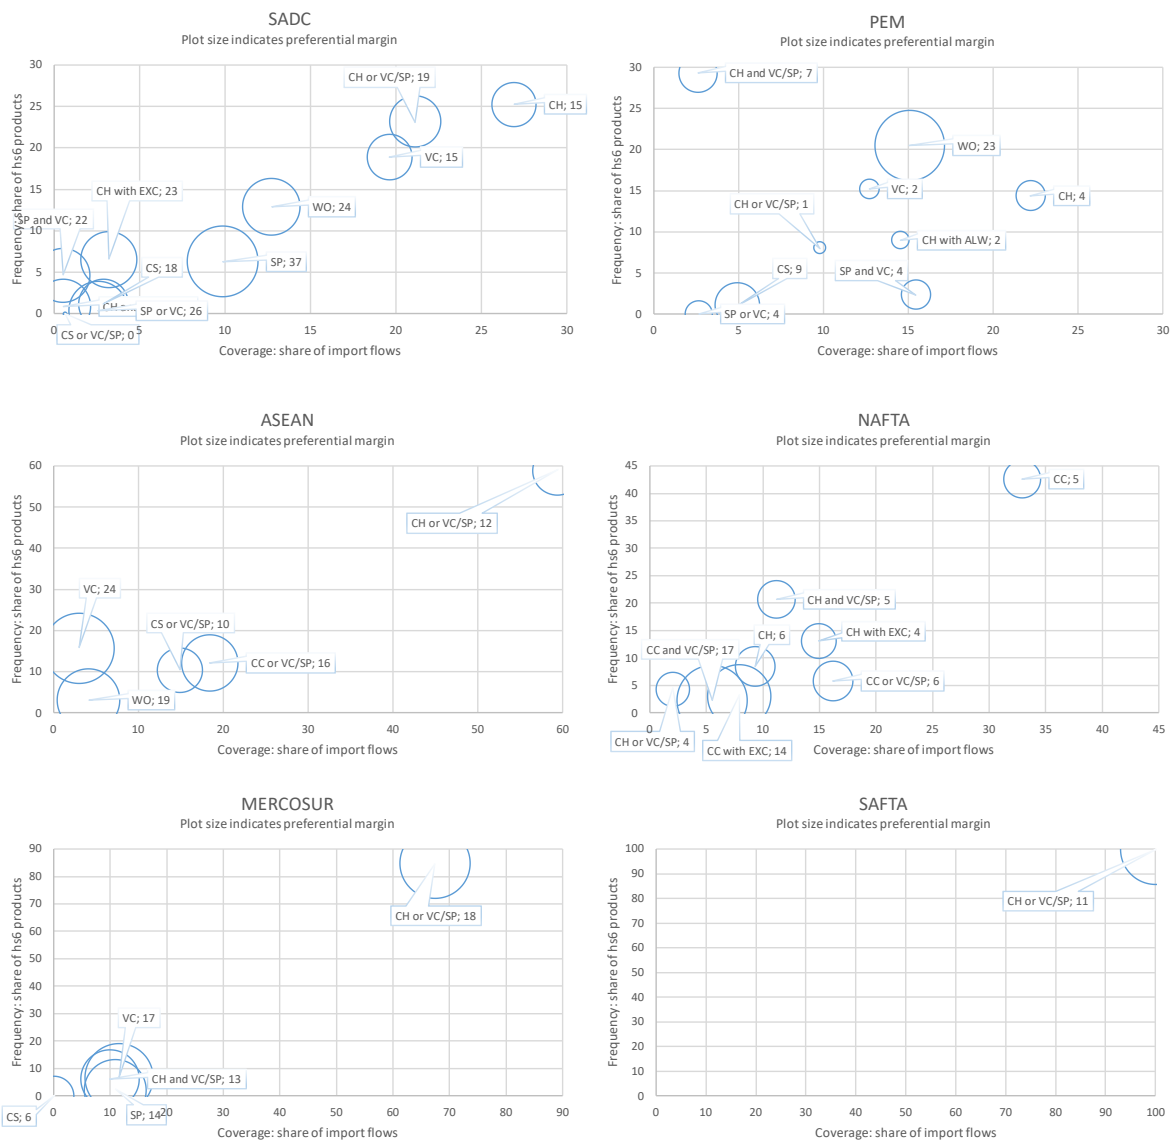 SADC
Plot size indicates preferential margin
Frequency: share of hs6 products
30
25
20
15
10
5
0
0
5
10
15
20
25
30
CH or VC/SP; 19
CH; 15
VC; 15
CH with EXC; 23
WO; 24
SP and VC; 22
CS; 18
SP; 37
CH and
SP or VC; 26
CS or VC/SP; 0
Coverage: share of import flows
PEM
Plot size indicates preferential margin
Frequency: share of hs6 products
30
25
20
15
10
5
0
0
5
10
15
20
25
30
CH and VC/SP; 7
WO; 23
VC; 2
CH; 4
CH or VC/SP; 1
CH with ALW; 2
CS; 9
SP and VC; 4
SP or VC; 4
Coverage: share of import flows
ASEAN
Plot size indicates preferential margin
Frequency: share of hs6 products
60
50
40
30
20
10
0
0
10
20
30
40
50
60
CH or VC/SP; 12
VC; 24
CS or VC/SP; 10
CC or VC/SP; 16
WO; 19
Coverage: share of import flows
NAFTA
Plot size indicates preferential margin
Frequency: share of hs6 products
45
40
35
30
25
20
15
10
5
0
0
5
10
15
20
25
30
35
40
45
CC; 5
CH and VC/SP; 5
CH with EXC; 4
CH; 6
CC and VC/SP; 17
CC or VC/SP; 6
CH or VC/SP; 4
CC with EXC; 14
Coverage: share of import flows
MERCOSUR
Plot size indicates preferential margin
Frequency: share of hs6 products
90
80
70
60
50
40
30
20
10
0
0
10
20
30
40
50
60
70
80
90
CH or VC/SP; 18
VC; 17
CH and VC/SP; 13
CS; 6
SP; 14
Coverage: share of import flows
SAFTA
Plot size indicates preferential margin
Frequency: share of hs6 products
100
90
80
70
60
50
40
30
20
10
0
0
10
20
30
40
50
60
70
80
90
100
CH or VC/SP; 11
Coverage: share of import flows